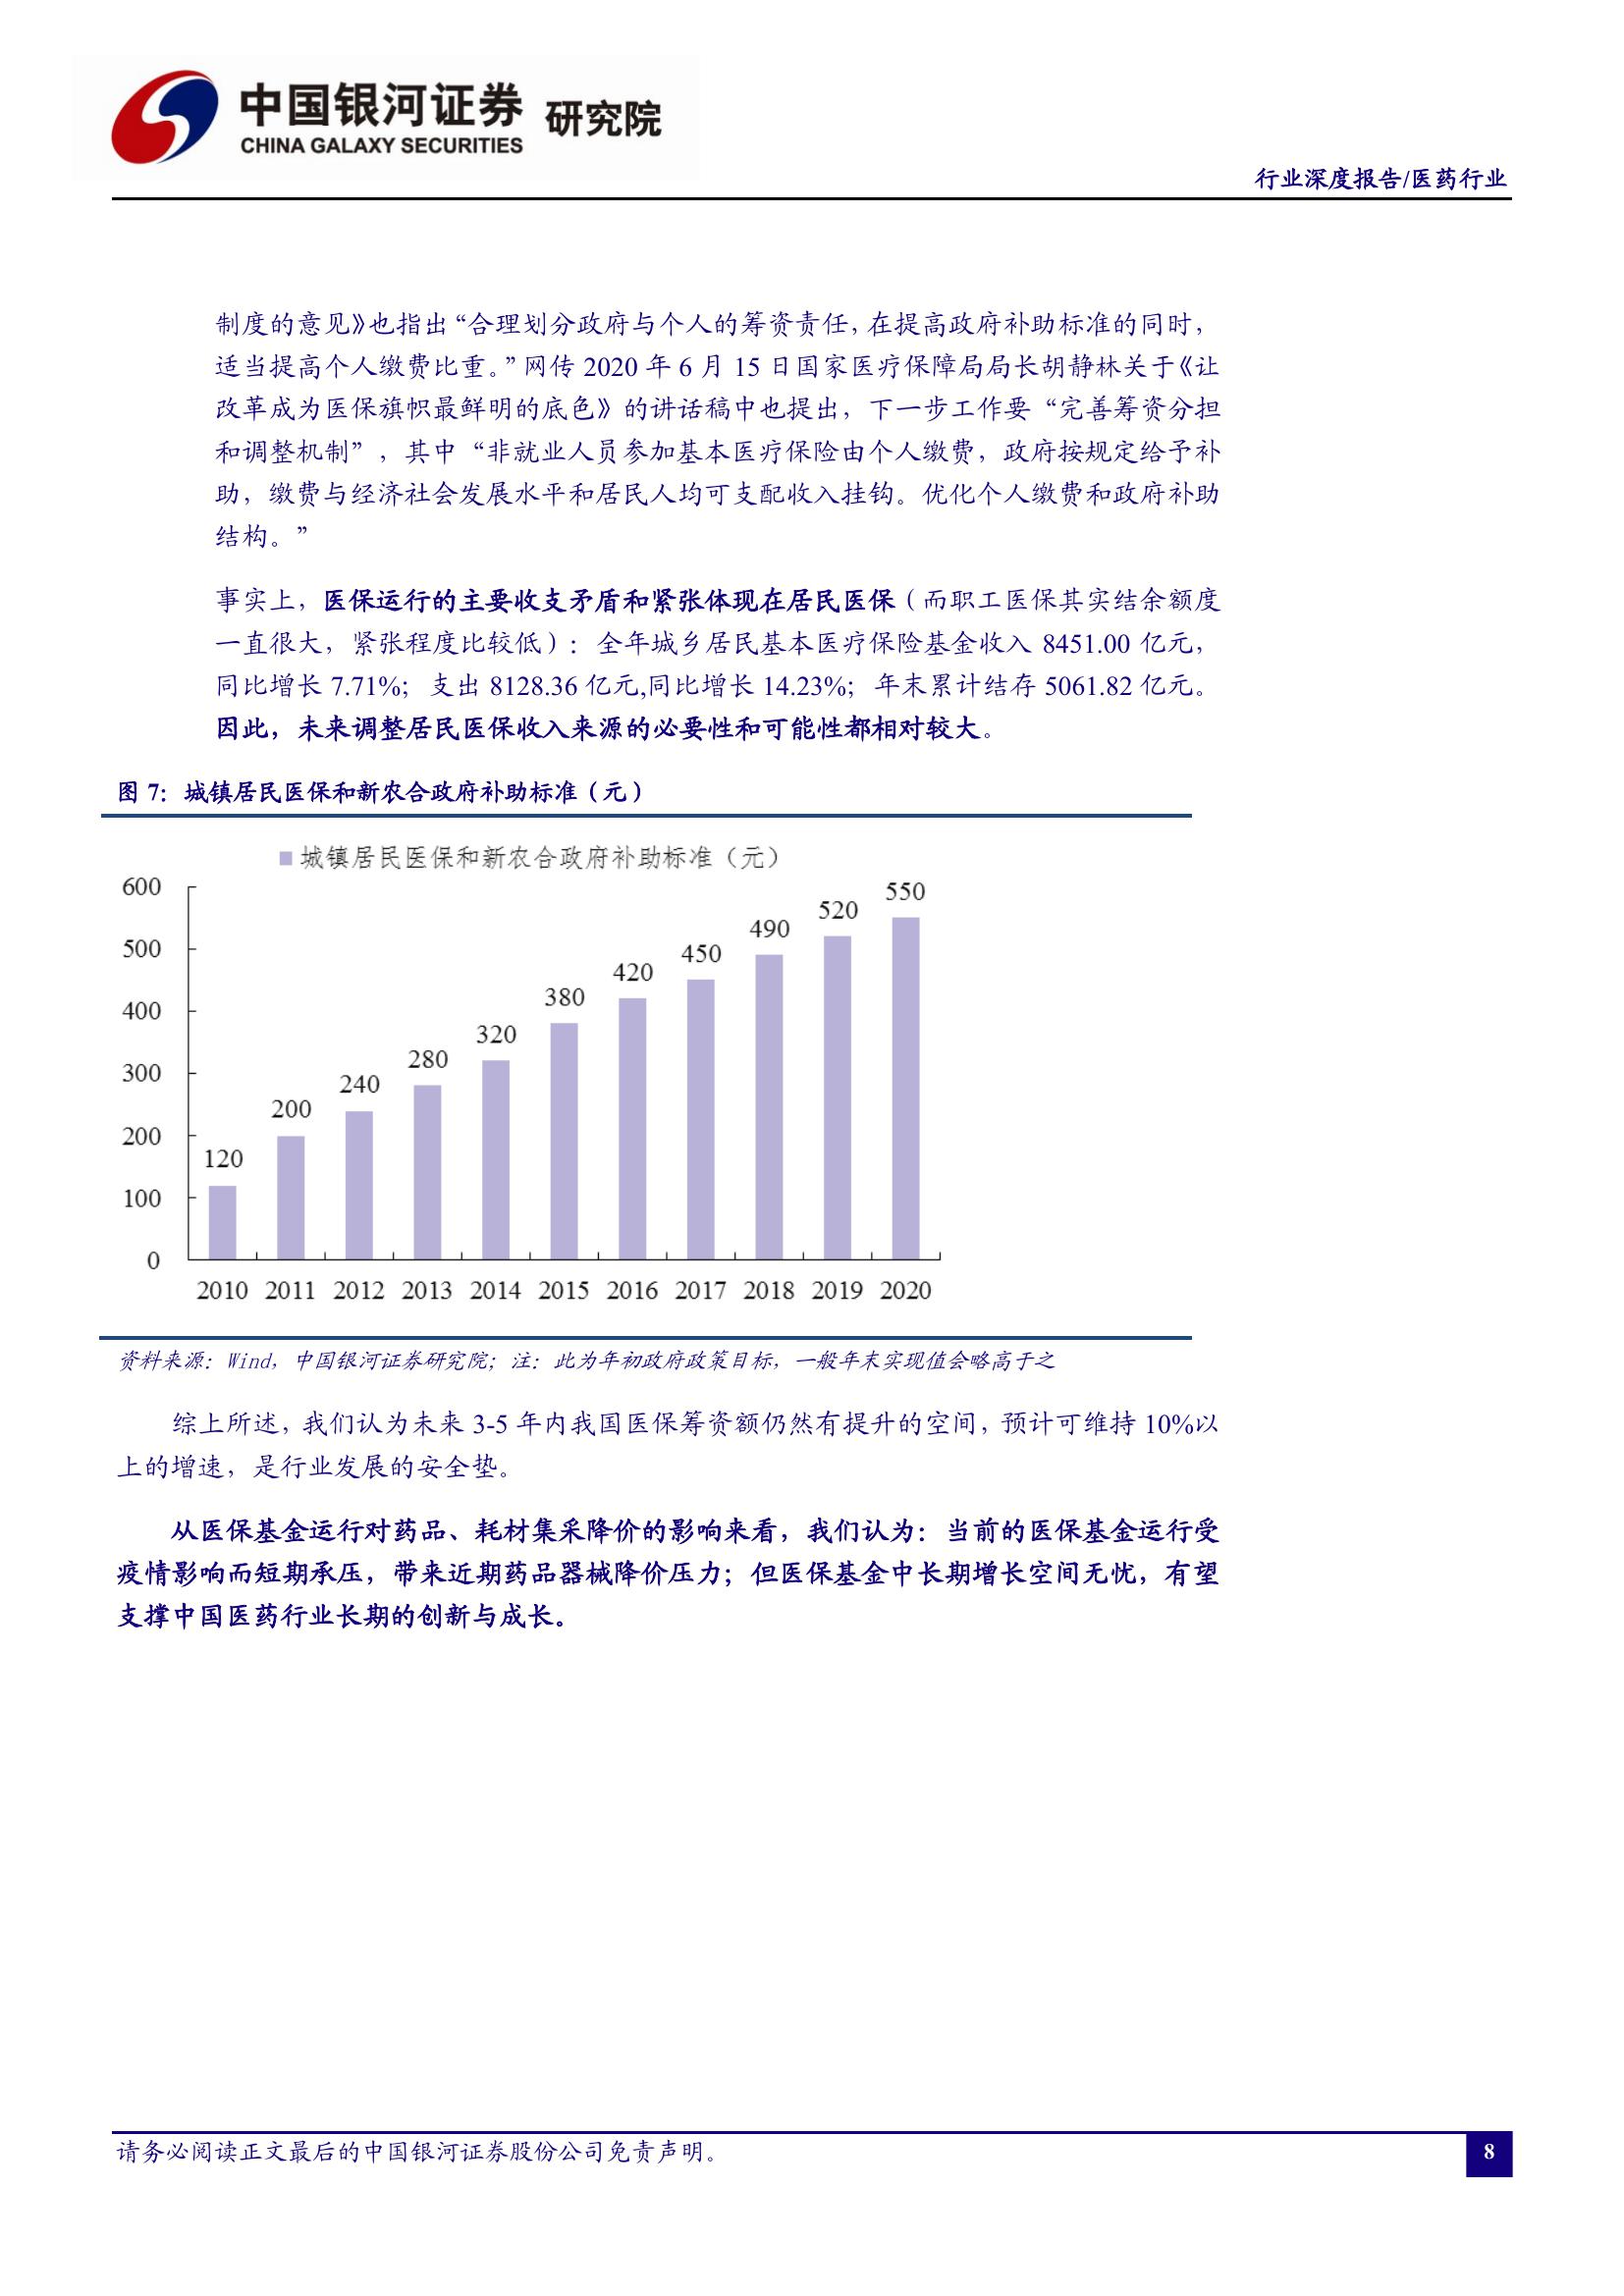 中国银河证券 研究院
CHINA GALAXY SECURITIES
行业深度报告/医药行业
制度的意见》也指出“合理划分政府与个人的筹资责任，在提高政府补助标准的同时，
适当提高个人缴费比重。”网传 2020 年 6 月 15 日国家医疗保障局局长胡静林关于《让
改革成为医保旗帜最鲜明的底色》的讲话稿中也提出，下一步工作要“完善筹资分担
和调整机制”，其中“非就业人员参加基本医疗保险由个人缴费，政府按规定给予补
助，缴费与经济社会发展水平和居民人均可支配收入挂钩。优化个人缴费和政府补助
结构。”
事实上，医保运行的主要收支矛盾和紧张体现在居民医保（而职工医保其实结余额度
一直很大，紧张程度比较低）：全年城乡居民基本医疗保险基金收入 8451.00 亿元，
同比增长 7.71%；支出 8128.36 亿元,同比增长 14.23%；年末累计结存 5061.82 亿元。
因此，未来调整居民医保收入来源的必要性和可能性都相对较大。
图 7：城镇居民医保和新农合政府补助标准（元）
城镇居民医保和新农合政府补助标准（元）
600
500
400
300
200
100
0
120
200
240
280
320
380
420
450
490
520
550
2010 2011 2012 2013 2014 2015 2016 2017 2018 2019 2020
资料来源：Wind，中国银河证券研究院；注：此为年初政府政策目标，一般年末实现值会略高于之
综上所述，我们认为未来 3-5 年内我国医保筹资额仍然有提升的空间，预计可维持 10%以
上的增速，是行业发展的安全垫。
从医保基金运行对药品、耗材集采降价的影响来看，我们认为：当前的医保基金运行受
疫情影响而短期承压，带来近期药品器械降价压力；但医保基金中长期增长空间无忧，有望
支撑中国医药行业长期的创新与成长。
请务必阅读正文最后的中国银河证券股份公司免责声明。
8